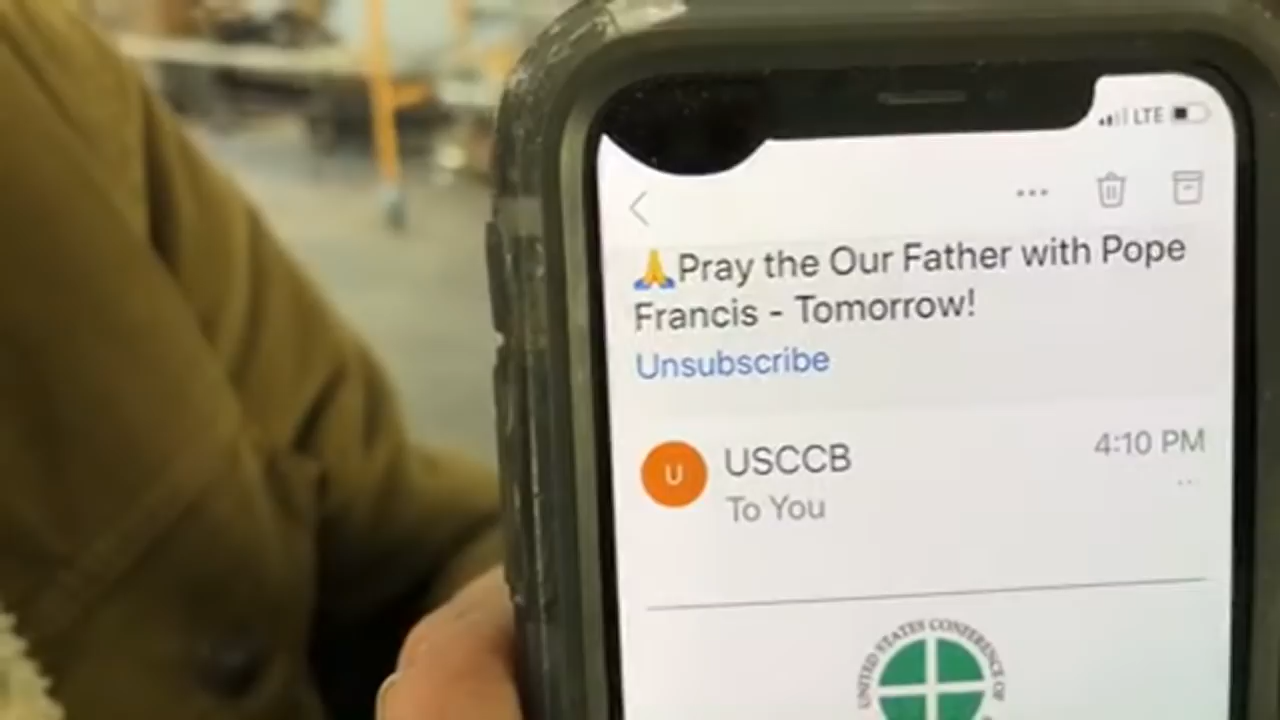 LTE
🙏Pray the Our Father with Pope
Francis - Tomorrow!
Unsubscribe
U
USCCB
4:10 PM
To You
UNITED STATES CONFERENCE OF